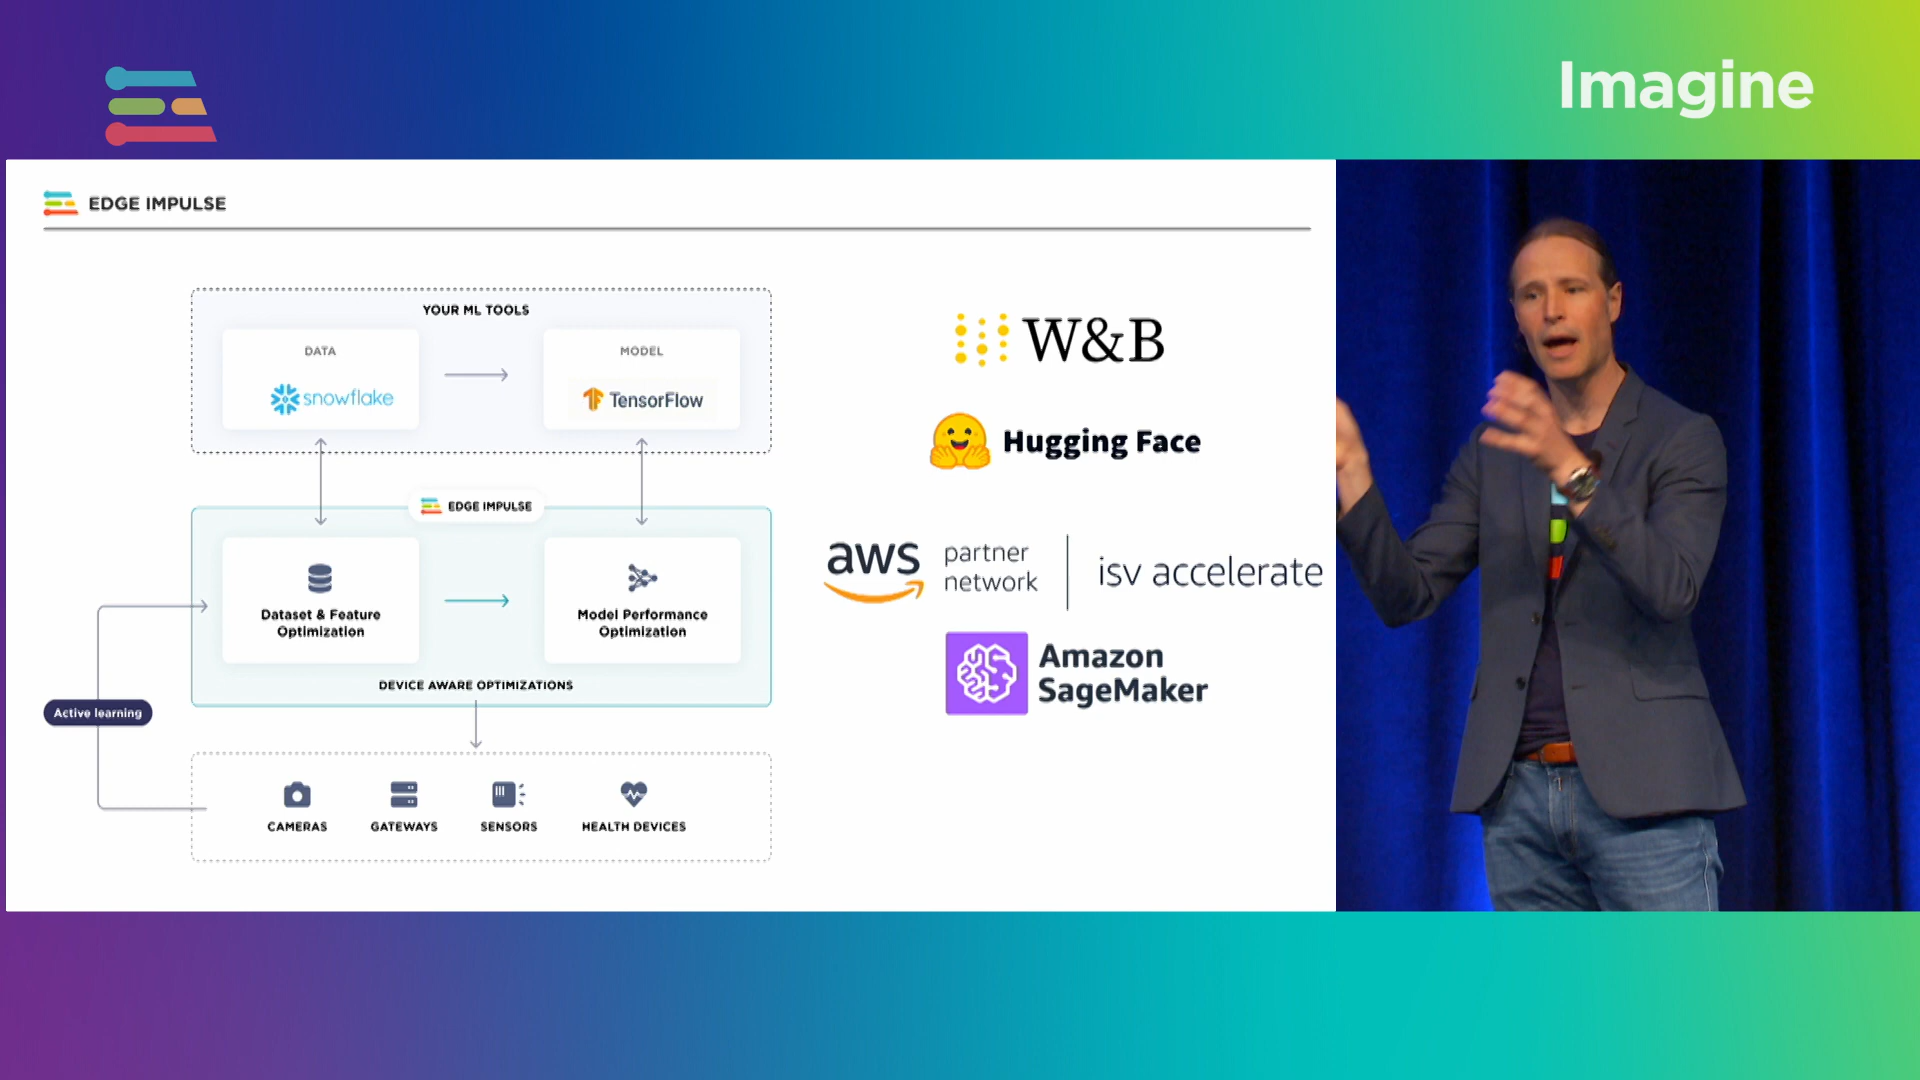 Imagine
EDGE IMPULSE
YOUR ML TOOLS
DATA
snowflake
MODEL
TensorFlow
EDGE IMPULSE
Dataset & Feature
Optimization
Model Performance
Optimization
DEVICE AWARE OPTIMIZATIONS
Active learning
CAMERAS
GATEWAYS
SENSORS
HEALTH DEVICES
W&B
Hugging Face
aws
partner
network
isv accelerate
Amazon
SageMaker